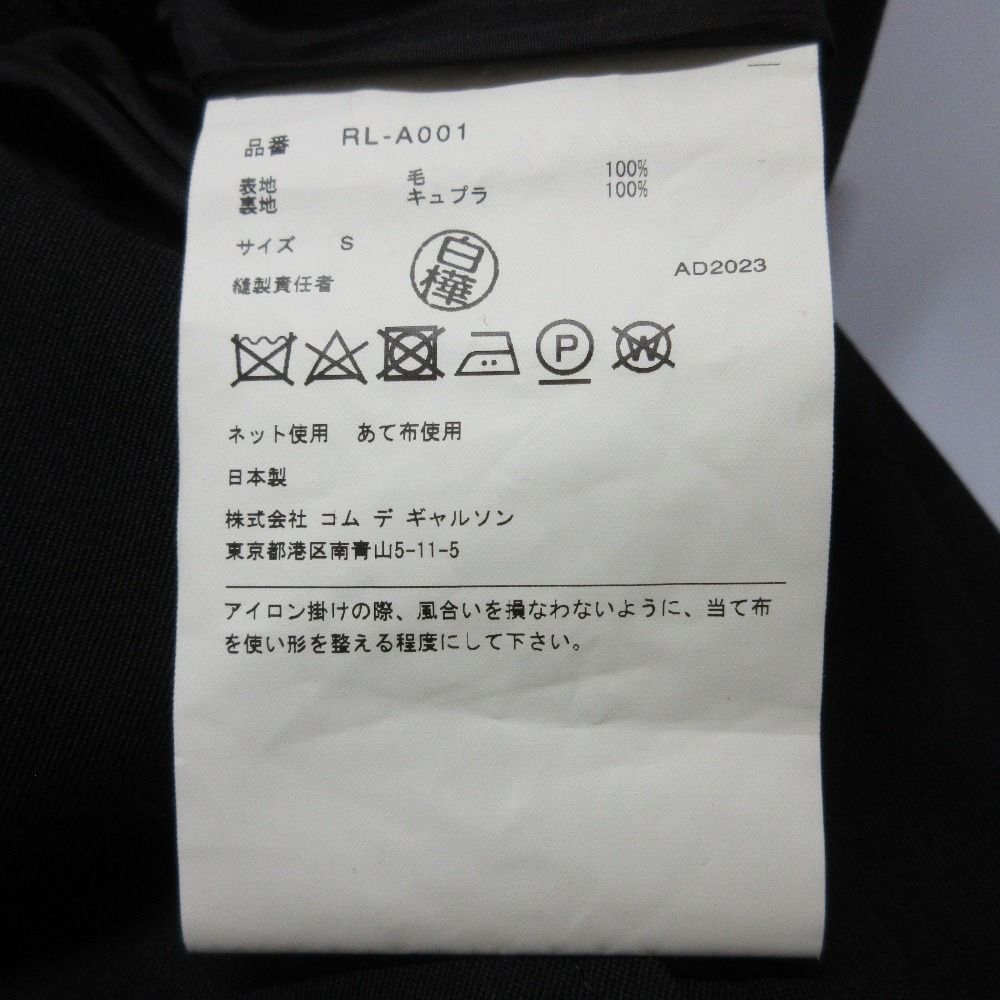 品番 RL-A001
表地 毛 100%
裏地 キュプラ 100%
サイズ S
白樺
縫製責任者
AD2023
P W
ネット使用 あて布使用
日本製
株式会社 コム デ ギャルソン
東京都港区南青山5-11-5
アイロン掛けの際、風合いを損なわないように、当て布
を使い形を整える程度にして下さい。